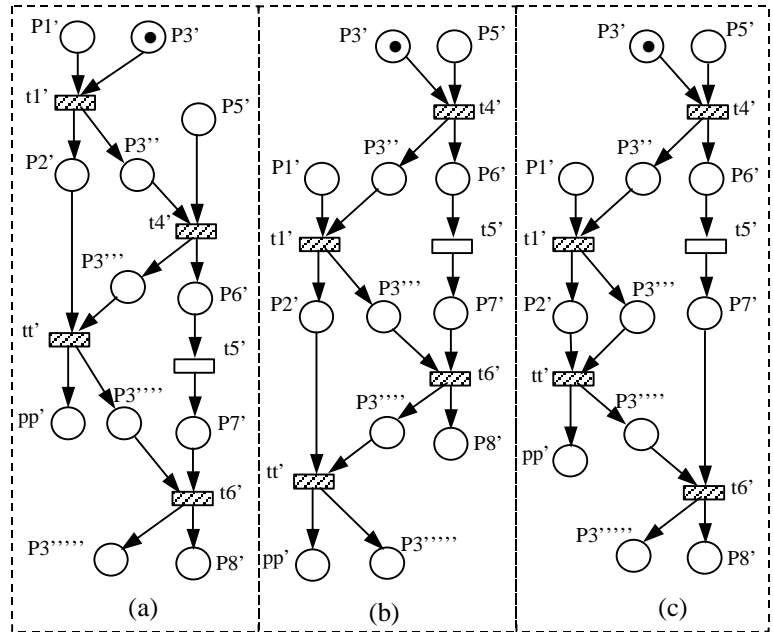 P1' P3'
t1'
P5'
P2' P3''
t4'
P3'''
P6'
tt'
t5'
P3''''
pp' P7'
t6'
P3'''''
P8'
(a)
P3' P5'
t4'
P3''
P1' P6'
t1' t5'
P3'''
P2' P7'
t6'
P3''''
P8'
tt'
pp' P3'''''
(b)
P3' P5'
t4'
P3''
P1' P6'
t1' t5'
P3'''
P2' P7'
tt'
P3''''
pp'
t6'
P3'''''
P8'
(c)